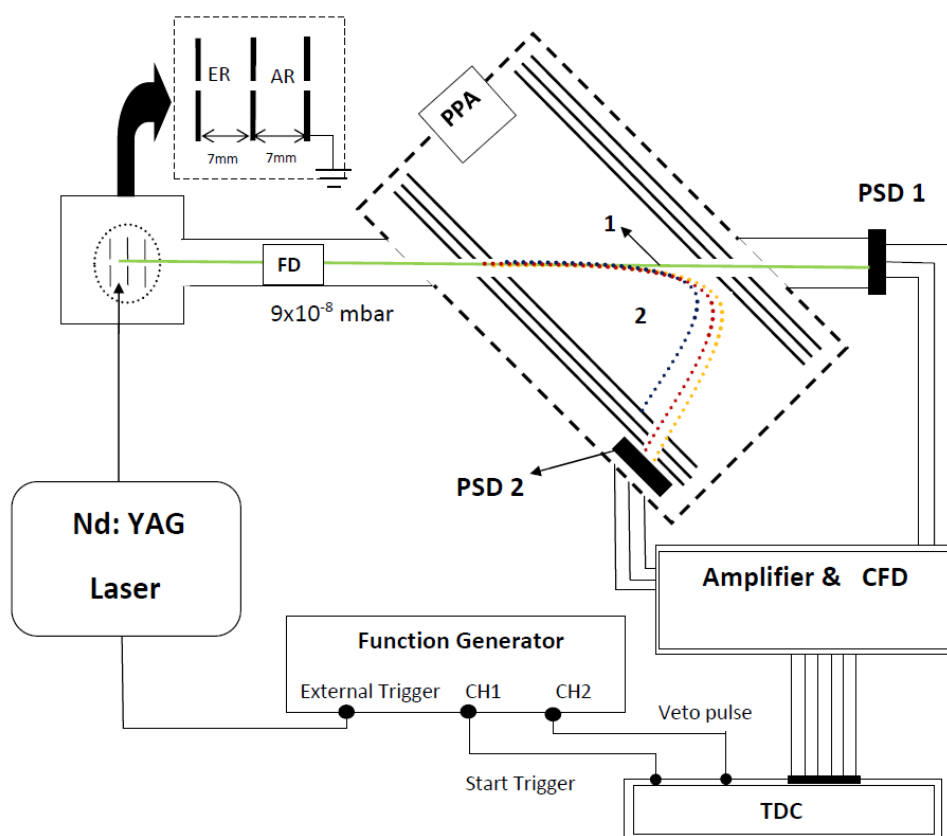 ER
AR
7mm
7mm
PPA
PSD 1
1
FD
9x10⁻⁸ mbar
2
PSD 2
Nd: YAG
Laser
Amplifier & CFD
Function Generator
External Trigger
CH1
CH2
Veto pulse
Start Trigger
TDC